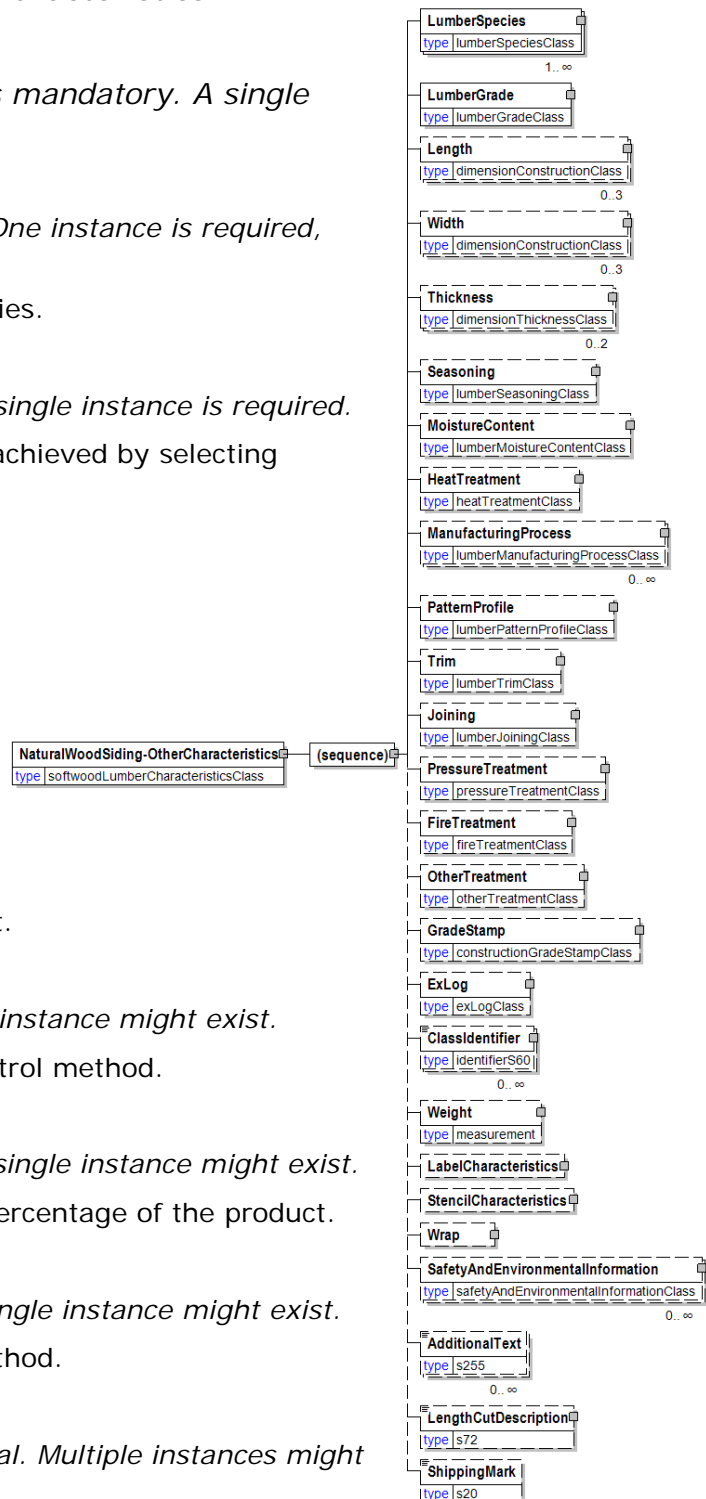 s mandatory. A single
One instance is required,
ies.
single instance is required.
achieved by selecting
t.
instance might exist.
trol method.
single instance might exist.
ercentage of the product.
ngle instance might exist.
thod.
al. Multiple instances might
NaturalWoodSiding-OtherCharacteristics
type softwoodLumberCharacteristicsClass
(sequence)
LumberSpecies
type lumberSpeciesClass
1..∞
LumberGrade
type lumberGradeClass
Length
type dimensionConstructionClass
0..3
Width
type dimensionConstructionClass
0..3
Thickness
type dimensionThicknessClass
0..2
Seasoning
type lumberSeasoningClass
MoistureContent
type lumberMoistureContentClass
HeatTreatment
type heatTreatmentClass
ManufacturingProcess
type lumberManufacturingProcessClass
0..∞
PatternProfile
type lumberPatternProfileClass
Trim
type lumberTrimClass
Joining
type lumberJoiningClass
PressureTreatment
type pressureTreatmentClass
FireTreatment
type fireTreatmentClass
OtherTreatment
type otherTreatmentClass
GradeStamp
type constructionGradeStampClass
ExLog
type exLogClass
ClassIdentifier
type identifierS60
0..∞
Weight
type measurement
LabelCharacteristics
StencilCharacteristics
Wrap
SafetyAndEnvironmentalInformation
type safetyAndEnvironmentalInformationClass
0..∞
AdditionalText
type s255
0..∞
LengthCutDescription
type s72
ShippingMark
type s20